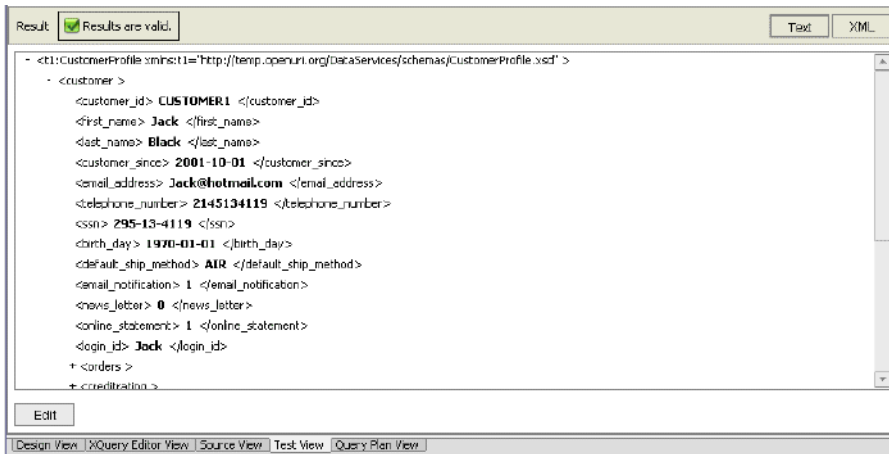 Result Results are valid. Text XML
- <t1:CustomerProfile xmlns:t1="http://temp.openuri.org/DataServices/schemas/CustomerProfile.xsd" >
- <customer >
<customer_id> CUSTOMER1 </customer_id>
<first_name> Jack </first_name>
<last_name> Black </last_name>
<customer_since> 2001-10-01 </customer_since>
<email_address> Jack@hotmail.com </email_address>
<telephone_number> 2145134119 </telephone_number>
<ssn> 295-13-4119 </ssn>
<birth_day> 1970-01-01 </birth_day>
<default_ship_method> AIR </default_ship_method>
<email_notification> 1 </email_notification>
<news_letter> 0 </news_letter>
<online_statement> 1 </online_statement>
<login_id> Jack </login_id>
+ <orders >
+ <creditrating >
Edit
Design View XQuery Editor View Source View Test View Query Plan View